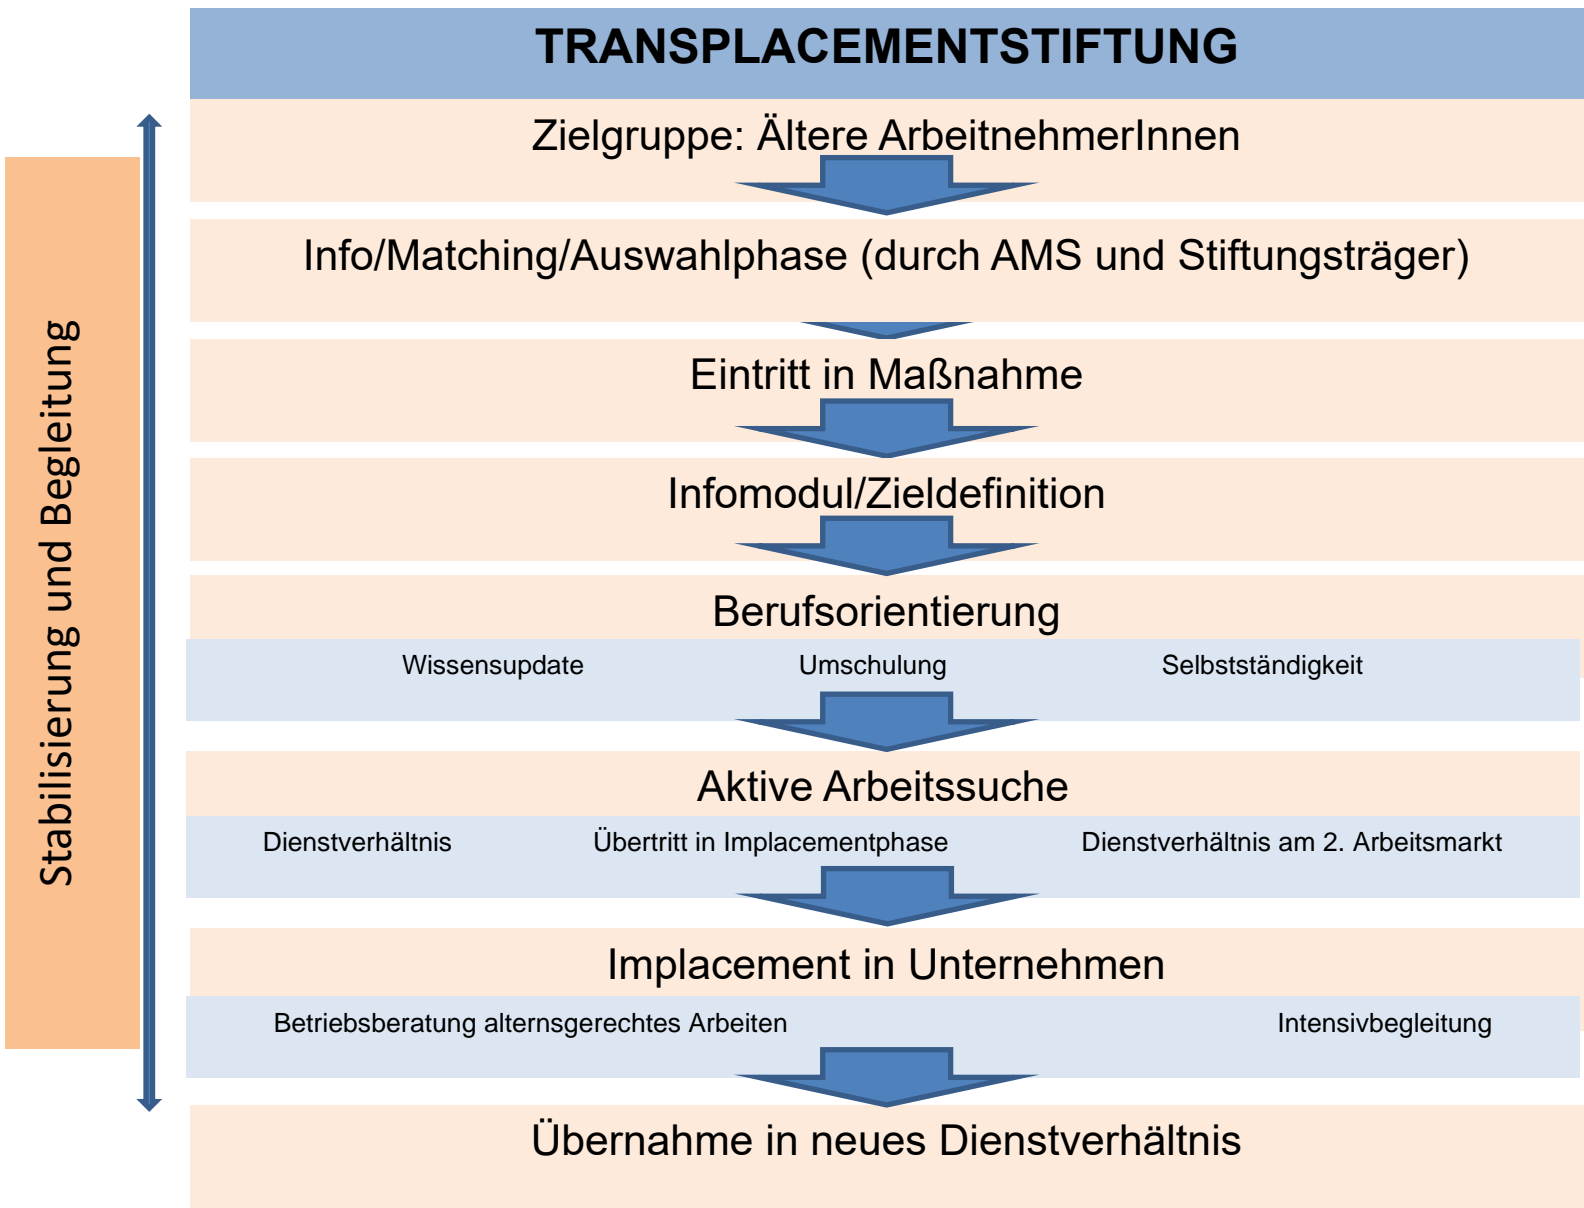 TRANSPLACEMENTSTIFTUNG
Zielgruppe: Ältere ArbeitnehmerInnen
Info/Matching/Auswahlphase (durch AMS und Stiftungsträger)
Eintritt in Maßnahme
Infomodul/Zieldefinition
Berufsorientierung
Wissensupdate Umschulung Selbstständigkeit
Aktive Arbeitssuche
Dienstverhältnis Übertritt in Implacementphase Dienstverhältnis am 2. Arbeitsmarkt
Implacement in Unternehmen
Betriebsberatung alternsgerechtes Arbeiten Intensivbegleitung
Übernahme in neues Dienstverhältnis
Stabilisierung und Begleitung